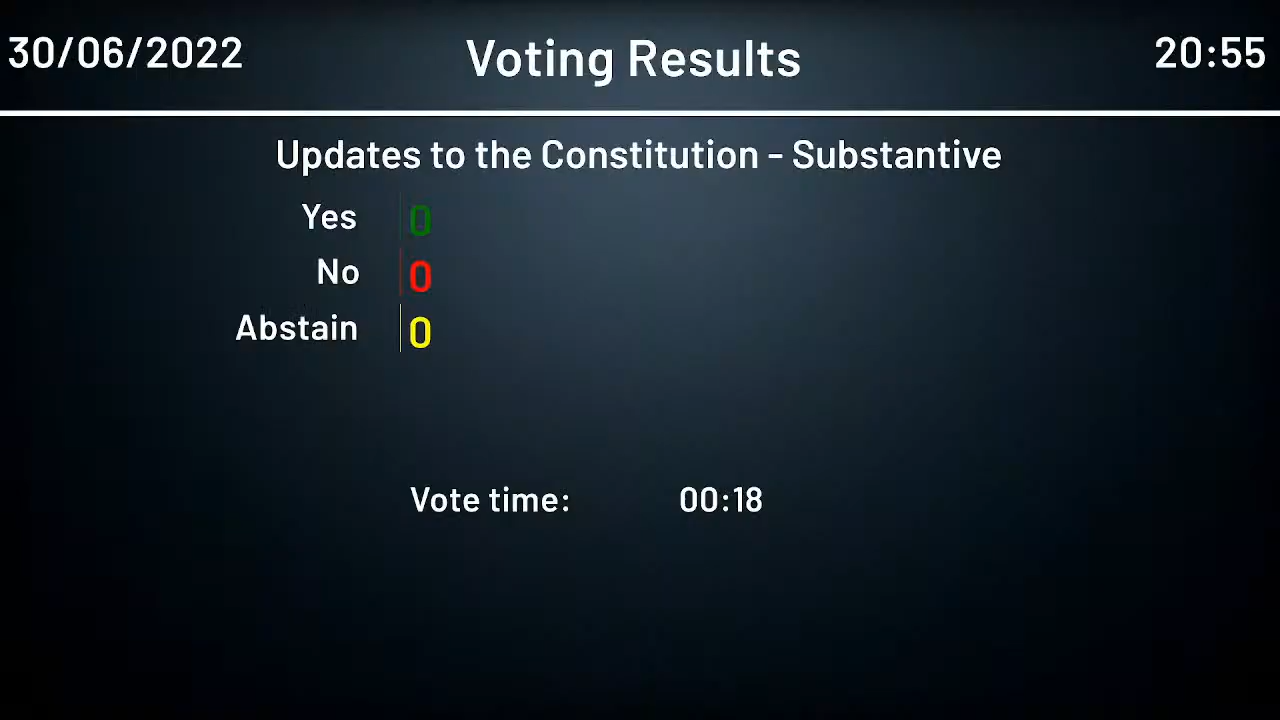 30/06/2022 Voting Results 20:55
Updates to the Constitution - Substantive
Yes 0
No 0
Abstain 0
Vote time: 00:18